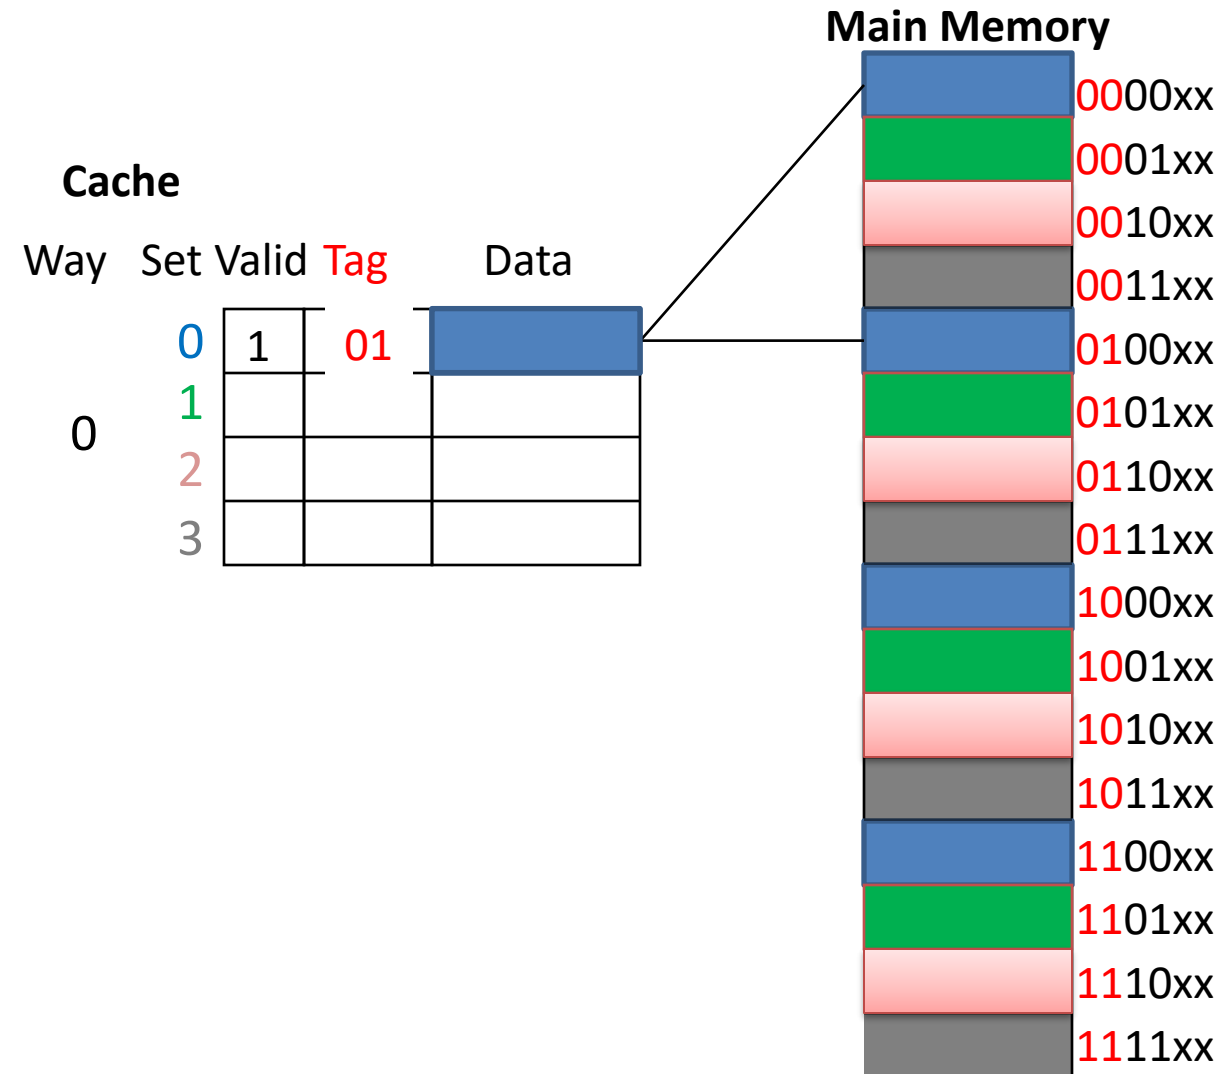 Main Memory
0000xx
0001xx
Cache
0010xx
Way Set Valid Tag Data
0011xx
0 1 01
0100xx
1
0101xx
0
2
0110xx
3
0111xx
1000xx
1001xx
1010xx
1011xx
1100xx
1101xx
1110xx
1111xx